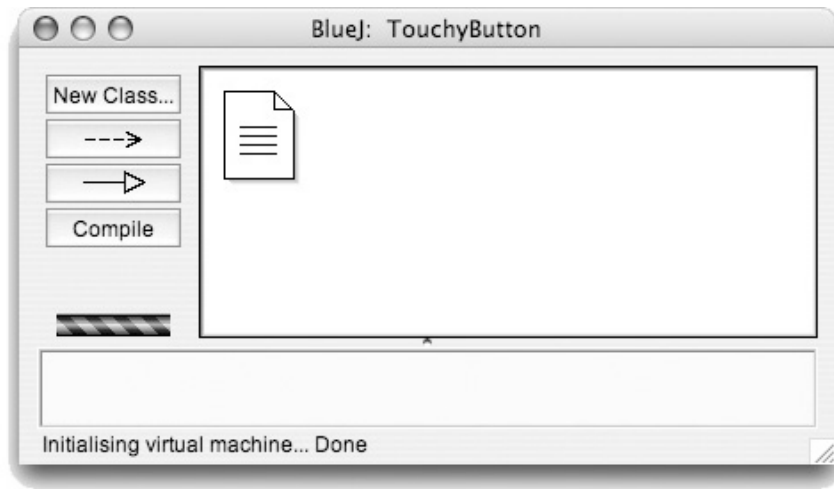 BlueJ: TouchyButton
New Class...
Compile
Initialising virtual machine... Done